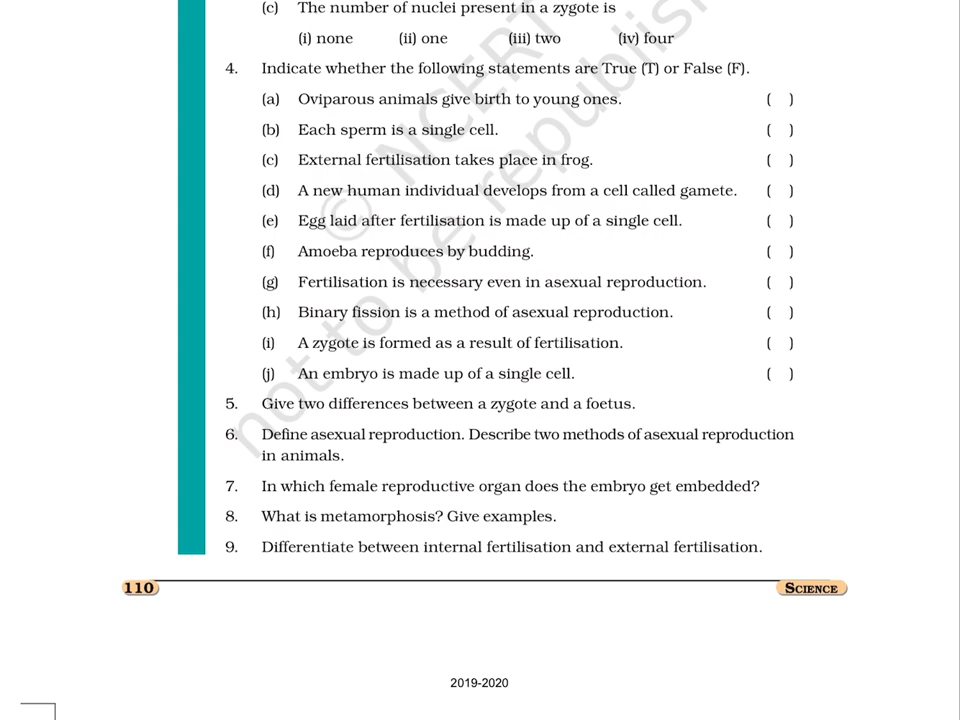 (c) The number of nuclei present in a zygote is
(i) none (ii) one (iii) two (iv) four
4. Indicate whether the following statements are True (T) or False (F).
(a) Oviparous animals give birth to young ones. ( )
(b) Each sperm is a single cell. ( )
(c) External fertilisation takes place in frog. ( )
(d) A new human individual develops from a cell called gamete. ( )
(e) Egg laid after fertilisation is made up of a single cell. ( )
(f) Amoeba reproduces by budding. ( )
(g) Fertilisation is necessary even in asexual reproduction. ( )
(h) Binary fission is a method of asexual reproduction. ( )
(i) A zygote is formed as a result of fertilisation. ( )
(j) An embryo is made up of a single cell. ( )
5. Give two differences between a zygote and a foetus.
6. Define asexual reproduction. Describe two methods of asexual reproduction
in animals.
7. In which female reproductive organ does the embryo get embedded?
8. What is metamorphosis? Give examples.
9. Differentiate between internal fertilisation and external fertilisation.
110 SCIENCE
2019-2020
© NCERT
not to be republish